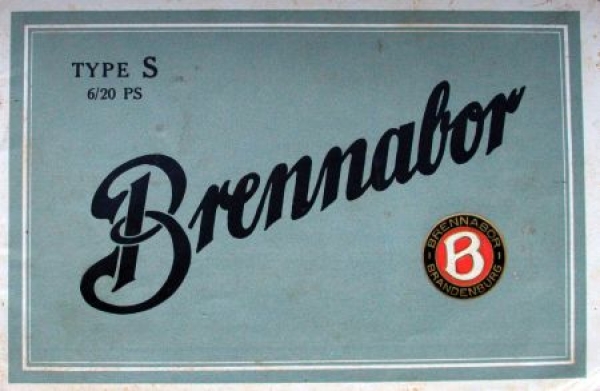 TYPE S
6/20 PS
Brennabor
BRENNABOR
B
BRANDENBURG